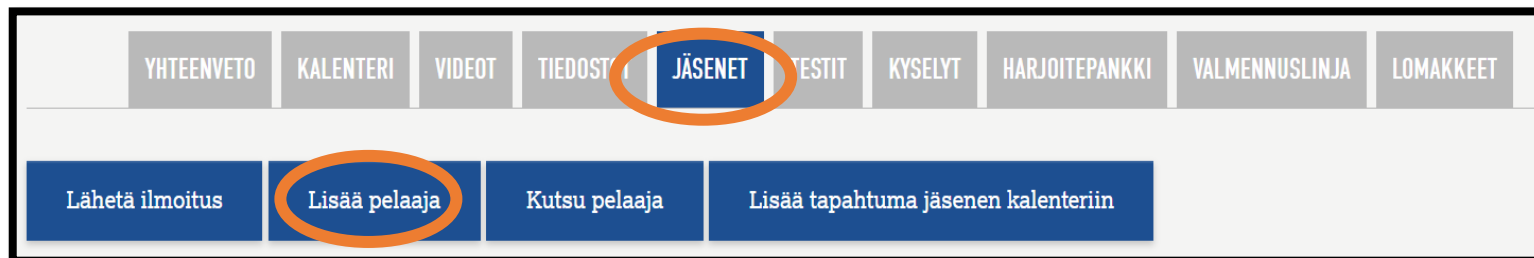 YHTEENVETO KALENTERI VIDEOT TIEDOSTOT JÄSENET TESTIT KYSELYT HARJOITEPANKKI VALMENNUSLINJA LOMAKKEET
Lähetä ilmoitus Lisää pelaaja Kutsu pelaaja Lisää tapahtuma jäsenen kalenteriin